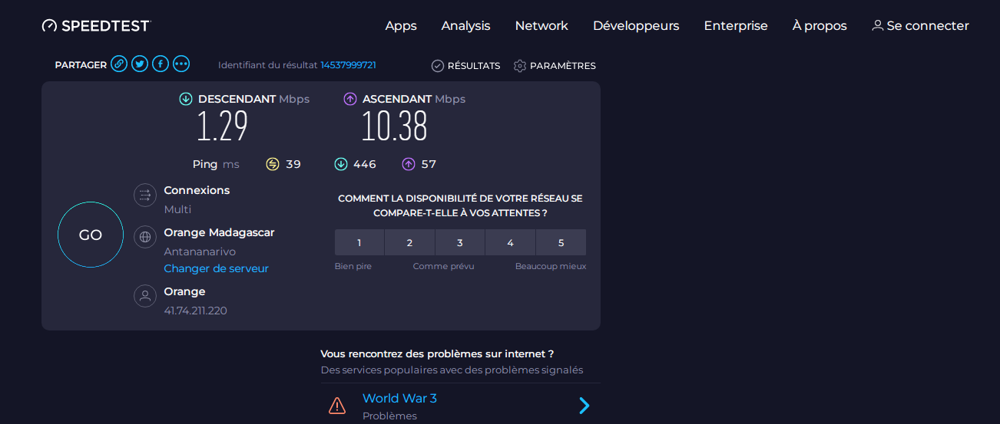 SPEEDTEST
Apps Analysis Network Développeurs Enterprise À propos Se connecter
PARTAGER Identifiant du résultat 14537999721 RÉSULTATS PARAMÈTRES
DESCENDANT Mbps ASCENDANT Mbps
1.29 10.38
Ping ms 39 446 57
GO
Connexions
Multi
Orange Madagascar
Antananarivo
Changer de serveur
Orange
41.74.211.220
COMMENT LA DISPONIBILITÉ DE VOTRE RÉSEAU SE
COMPARE-T-ELLE À VOS ATTENTES ?
1 2 3 4 5
Bien pire Comme prévu Beaucoup mieux
Vous rencontrez des problèmes sur internet ?
Des services populaires avec des problèmes signalés
World War 3
Problèmes